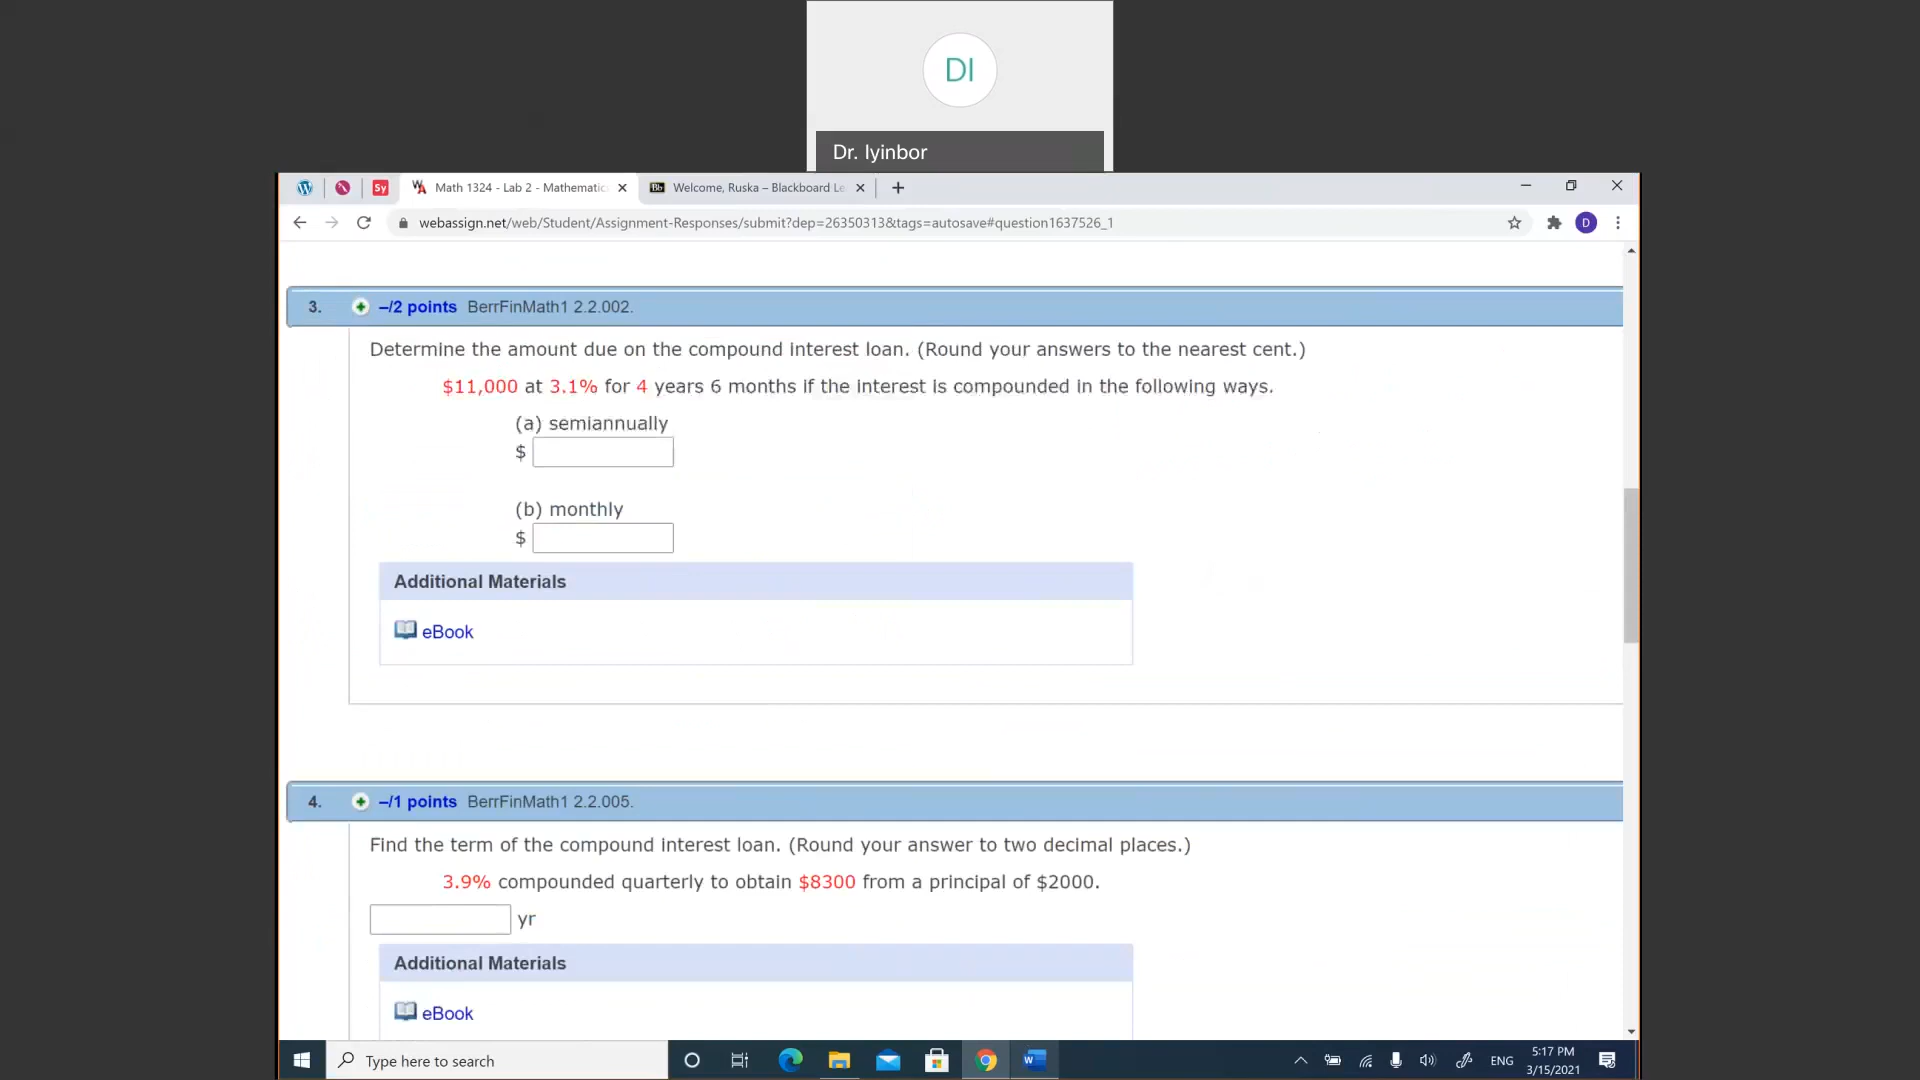 DI
Dr. Iyinbor
Sy
Math 1324 - Lab 2 - Mathematic
Bb
Welcome, Ruska – Blackboard Le
webassign.net/web/Student/Assignment-Responses/submit?dep=26350313&tags=autosave#question1637526_1
D
3. –/2 points BerrFinMath1 2.2.002.
Determine the amount due on the compound interest loan. (Round your answers to the nearest cent.)
$11,000 at 3.1% for 4 years 6 months if the interest is compounded in the following ways.
(a) semiannually
$
(b) monthly
$
Additional Materials
eBook
4. –/1 points BerrFinMath1 2.2.005.
Find the term of the compound interest loan. (Round your answer to two decimal places.)
3.9% compounded quarterly to obtain $8300 from a principal of $2000.
yr
Additional Materials
eBook
Type here to search
ENG
5:17 PM
3/15/2021